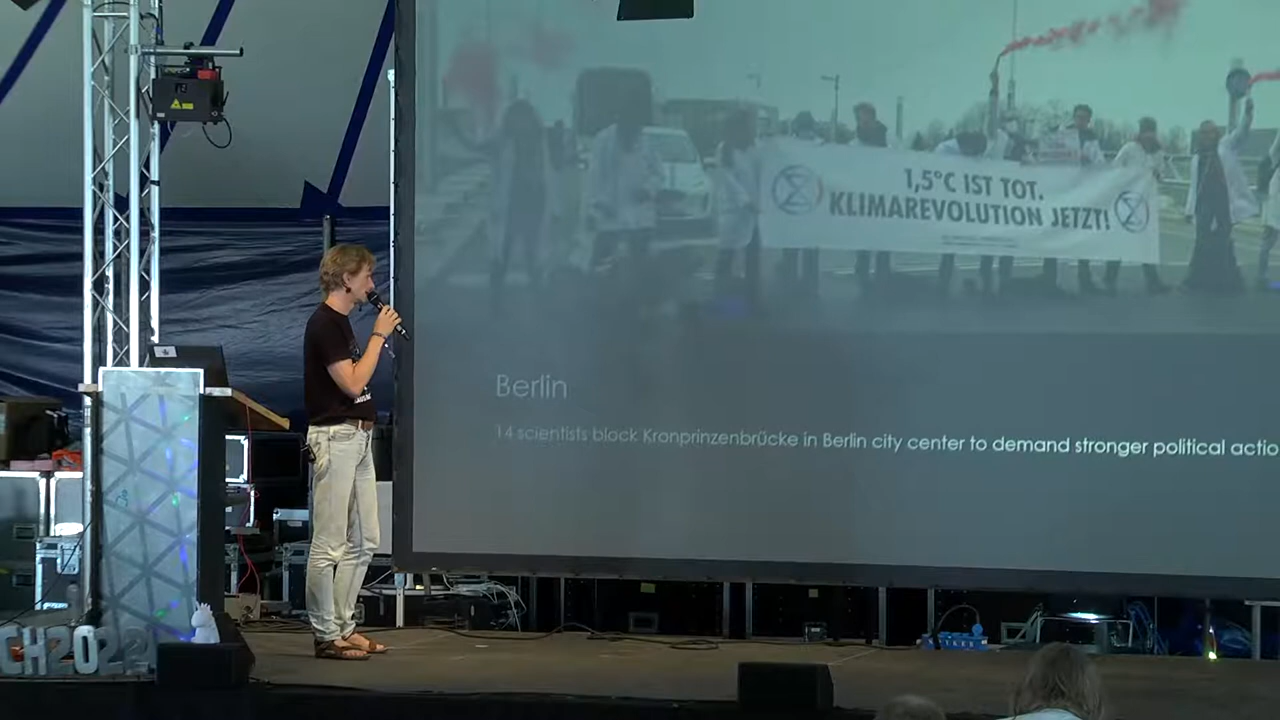 1,5°C IST TOT.
KLIMAREVOLUTION JETZT!
Berlin
14 scientists block Kronprinzenbrücke in Berlin city center to demand stronger political actio
CH2022